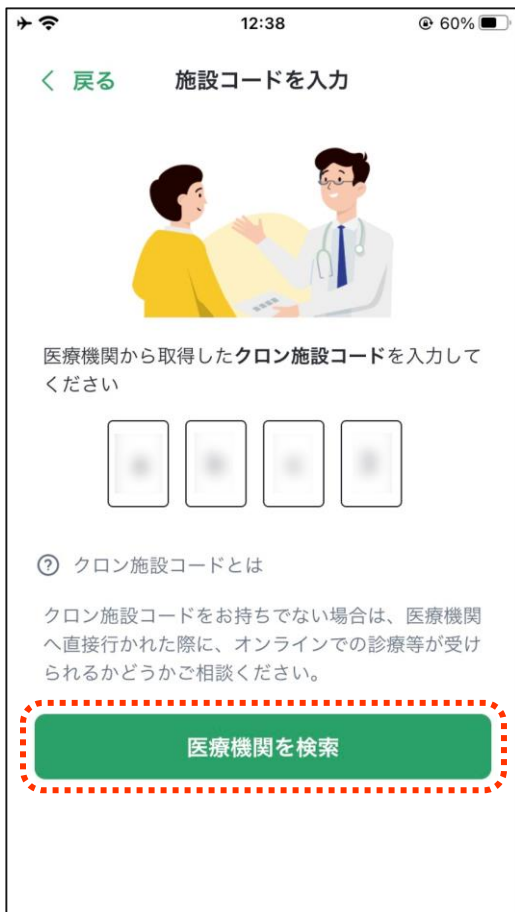 12:38
60%
戻る
施設コードを入力
医療機関から取得したクロン施設コードを入力して
ください
? クロン施設コードとは
クロン施設コードをお持ちでない場合は、医療機関
へ直接行かれた際に、オンラインでの診療等が受け
られるかどうかご相談ください。
医療機関を検索